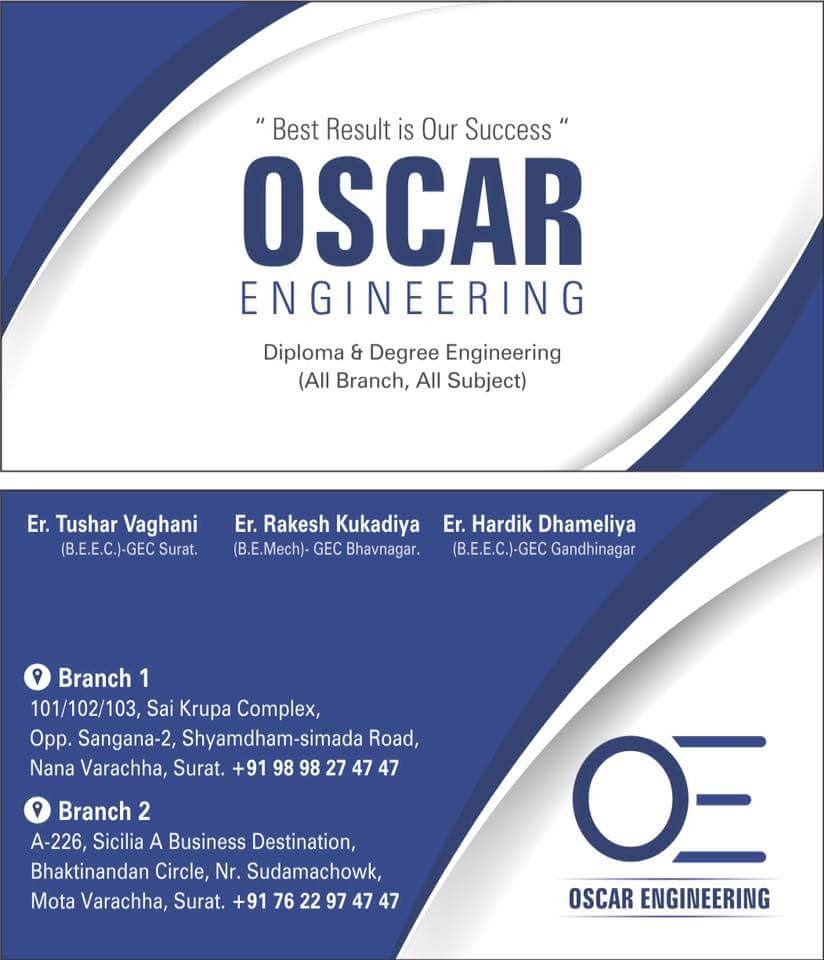 “ Best Result is Our Success “
OSCAR
ENGINEERING
Diploma & Degree Engineering
(All Branch, All Subject)
Er. Tushar Vaghani
(B.E.E.C.)-GEC Surat.
Er. Rakesh Kukadiya
(B.E.Mech)- GEC Bhavnagar.
Er. Hardik Dhameliya
(B.E.E.C.)-GEC Gandhinagar
Branch 1
101/102/103, Sai Krupa Complex,
Opp. Sangana-2, Shyamdham-simada Road,
Nana Varachha, Surat. +91 98 98 27 47 47
Branch 2
A-226, Sicilia A Business Destination,
Bhaktinandan Circle, Nr. Sudamachowk,
Mota Varachha, Surat. +91 76 22 97 47 47
OE
OSCAR ENGINEERING